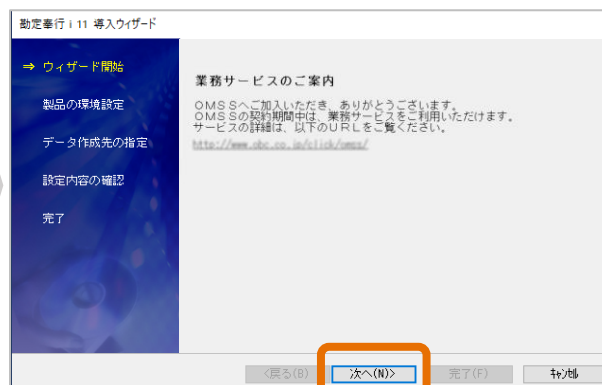 勘定奉行ｉ11 導入ウィザード
⇒ ウィザード開始
製品の環境設定
データ作成先の指定
設定内容の確認
完了
業務サービスのご案内
ＯＭＳＳへご加入いただき、ありがとうございます。
ＯＭＳＳの契約期間中は、業務サービスをご利用いただけます。
サービスの詳細は、以下のＵＲＬをご覧ください。
http://www.obc.co.jp/click/omss/
<戻る(B)
次へ(N)>
完了(F)
ｷｬﾝｾﾙ